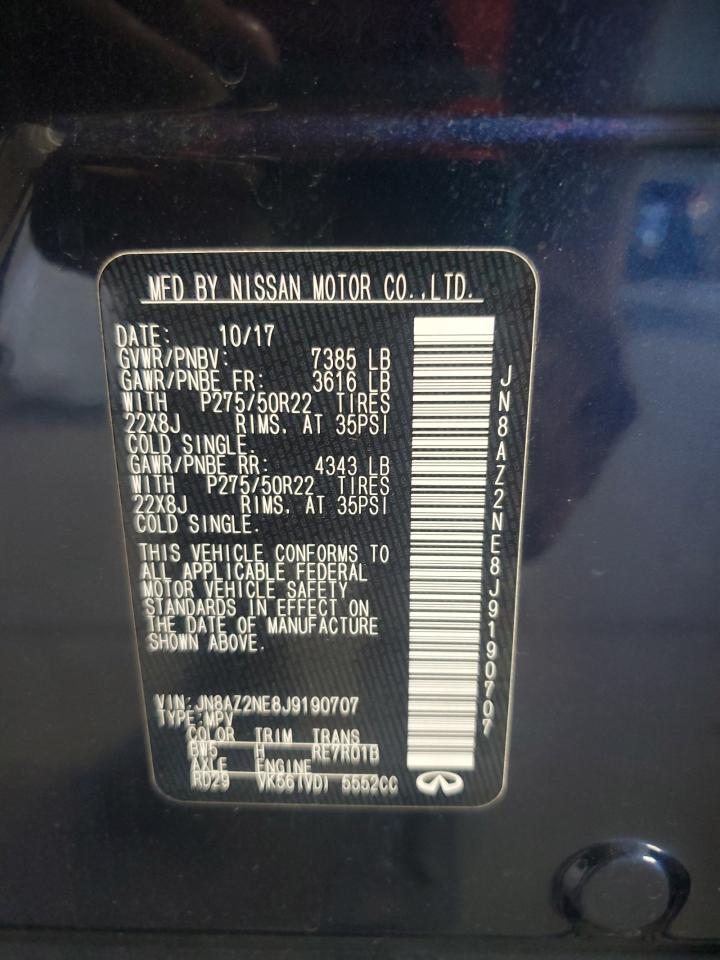 MFD BY NISSAN MOTOR CO.,LTD.
DATE: 10/17
GVWR/PNBV: 7385 LB
GAWR/PNBE FR: 3616 LB
WITH P275/50R22 TIRES
22X8J RIMS, AT 35PSI
COLD SINGLE.
GAWR/PNBE RR: 4343 LB
WITH P275/50R22 TIRES
22X8J RIMS, AT 35PSI
COLD SINGLE.
THIS VEHICLE CONFORMS TO
ALL APPLICABLE FEDERAL
MOTOR VEHICLE SAFETY
STANDARDS IN EFFECT ON
THE DATE OF MANUFACTURE
SHOWN ABOVE.
VIN:JN8AZ2NE8J9190707
TYPE:MPV
COLOR TRIM TRANS
BW5 H RE7R01B
AXLE ENGINE
RD29 VK56(VD) 5552CC
JN8AZ2NE8J9190707